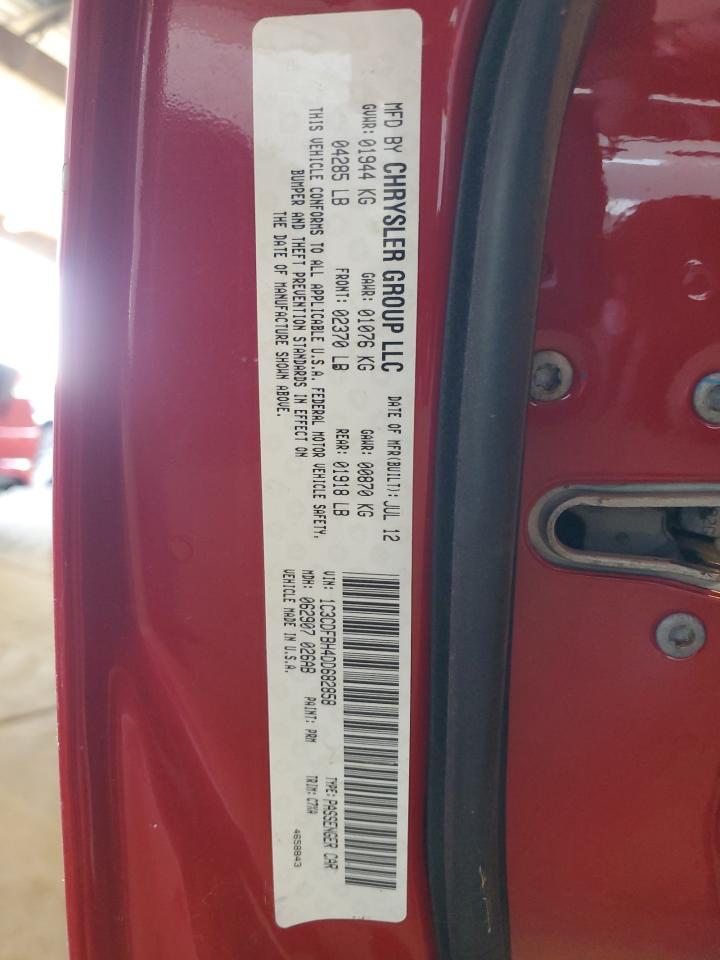 MFD BY CHRYSLER GROUP LLC DATE OF MFR(BUILT): JUL 12
GVWR: 01944 KG GAWR: 01076 KG GAWR: 00870 KG
04285 LB FRONT: 02370 LB REAR: 01918 LB
THIS VEHICLE CONFORMS TO ALL APPLICABLE U.S.A. FEDERAL MOTOR VEHICLE SAFETY,
BUMPER AND THEFT PREVENTION STANDARDS IN EFFECT ON
THE DATE OF MANUFACTURE SHOWN ABOVE.
VIN: 1C3CDFBH4DD682858 TYPE: PASSENGER CAR
MDH: 062907 026AB PAINT: PRM TRIM: C7XA
VEHICLE MADE IN U.S.A.
4658843